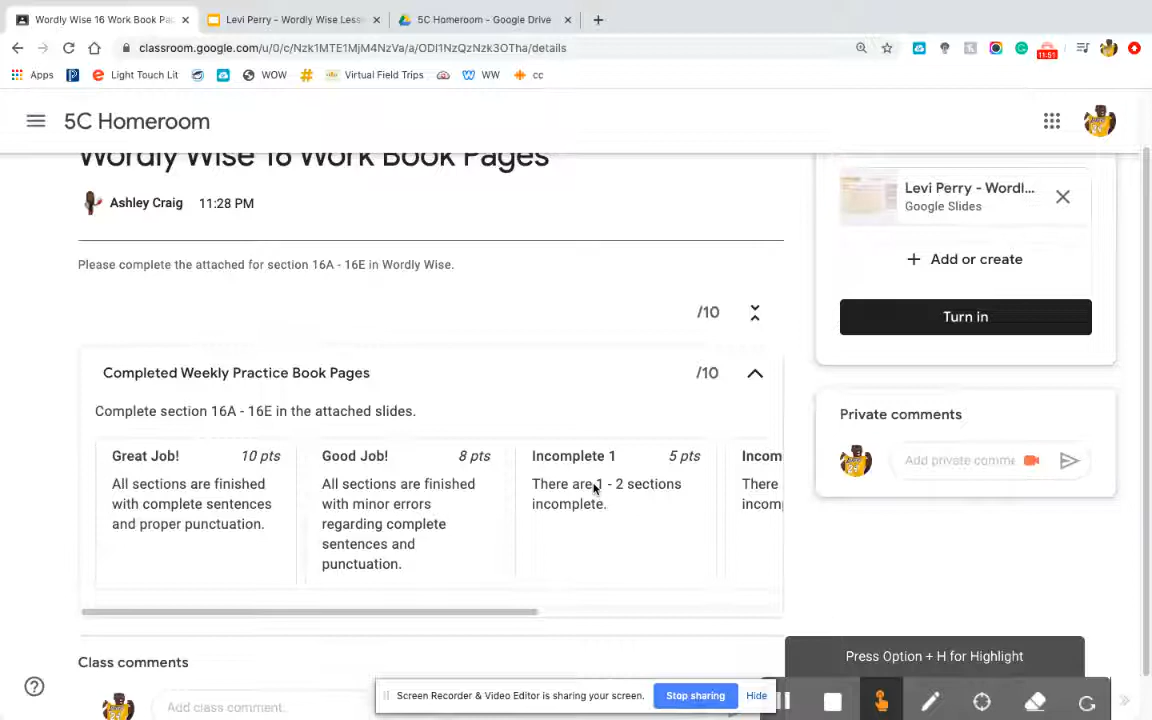 Wordly Wise 16 Work Book Pa
Levi Perry - Wordly Wise Less
5C Homeroom - Google Drive
classroom.google.com/u/0/c/Nzk1MTE1MjM4NzVa/a/ODI1NzQzNzk3OTha/details
11:51
Apps
Light Touch Lit
WOW
Virtual Field Trips
WW
cc
5C Homeroom
Wordly Wise 16 Work Book Pages
Ashley Craig 11:28 PM
Please complete the attached for section 16A - 16E in Wordly Wise.
/10
Completed Weekly Practice Book Pages /10
Complete section 16A - 16E in the attached slides.
Great Job! 10 pts
All sections are finished
with complete sentences
and proper punctuation.
Good Job! 8 pts
All sections are finished
with minor errors
regarding complete
sentences and
punctuation.
Incomplete 1 5 pts
There are 1 - 2 sections
incomplete.
Incom
There
incom
Class comments
Add class comment.
Levi Perry - Wordl...
Google Slides
Add or create
Turn in
Private comments
Add private comme
Press Option + H for Highlight
Screen Recorder & Video Editor is sharing your screen.
Stop sharing
Hide